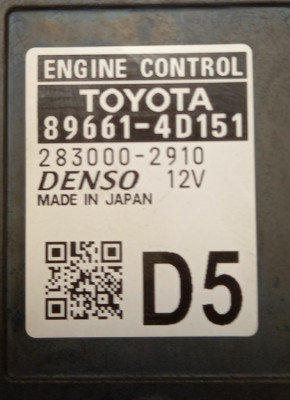 ENGINE CONTROL
TOYOTA
89661-4D151
283000-2910
DENSO 12V
MADE IN JAPAN
D5